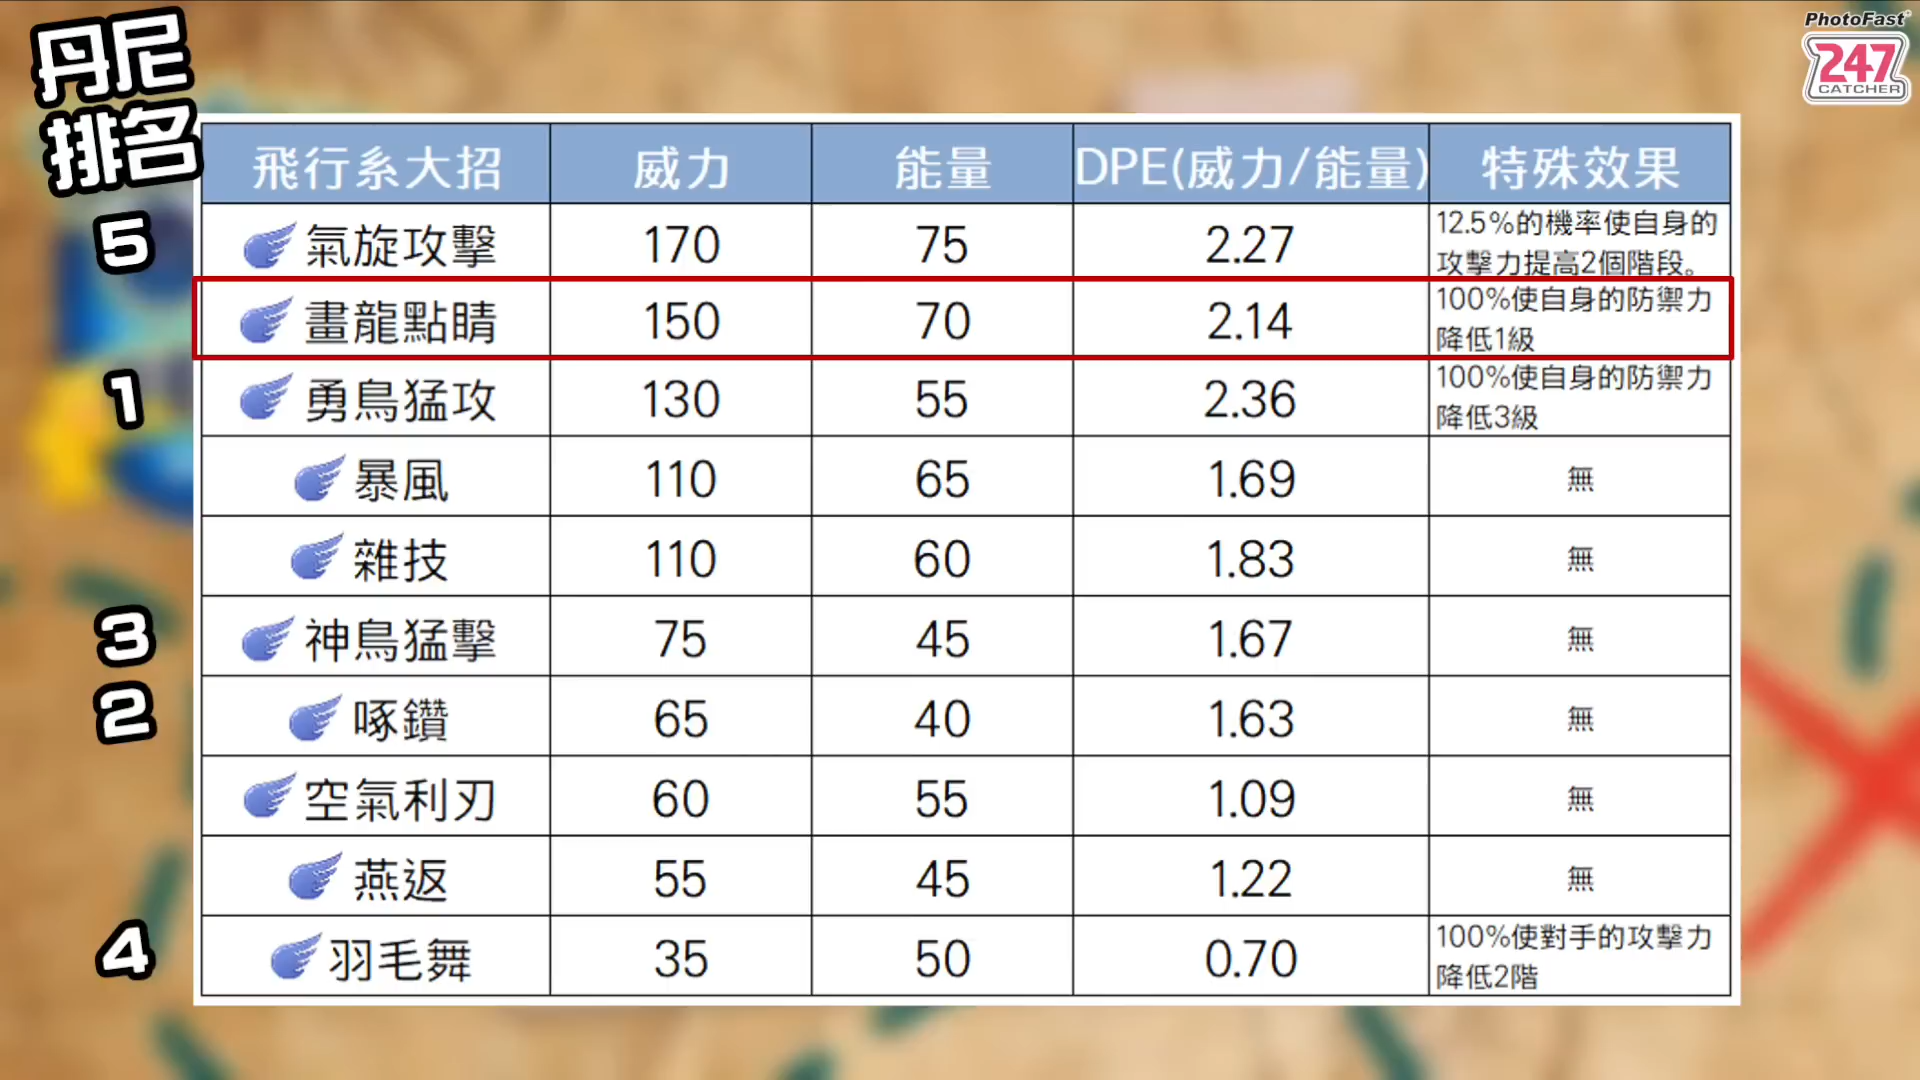 丹尼
排名
PhotoFast
247
CATCHER
飛行系大招 威力 能量 DPE(威力/能量) 特殊效果
5 氣旋攻擊 170 75 2.27 12.5%的機率使自身的
攻擊力提高2個階段。
畫龍點睛 150 70 2.14 100%使自身的防禦力
降低1級
1 勇鳥猛攻 130 55 2.36 100%使自身的防禦力
降低3級
暴風 110 65 1.69 無
雜技 110 60 1.83 無
3 神鳥猛擊 75 45 1.67 無
2 啄鑽 65 40 1.63 無
空氣利刃 60 55 1.09 無
燕返 55 45 1.22 無
4 羽毛舞 35 50 0.70 100%使對手的攻擊力
降低2階